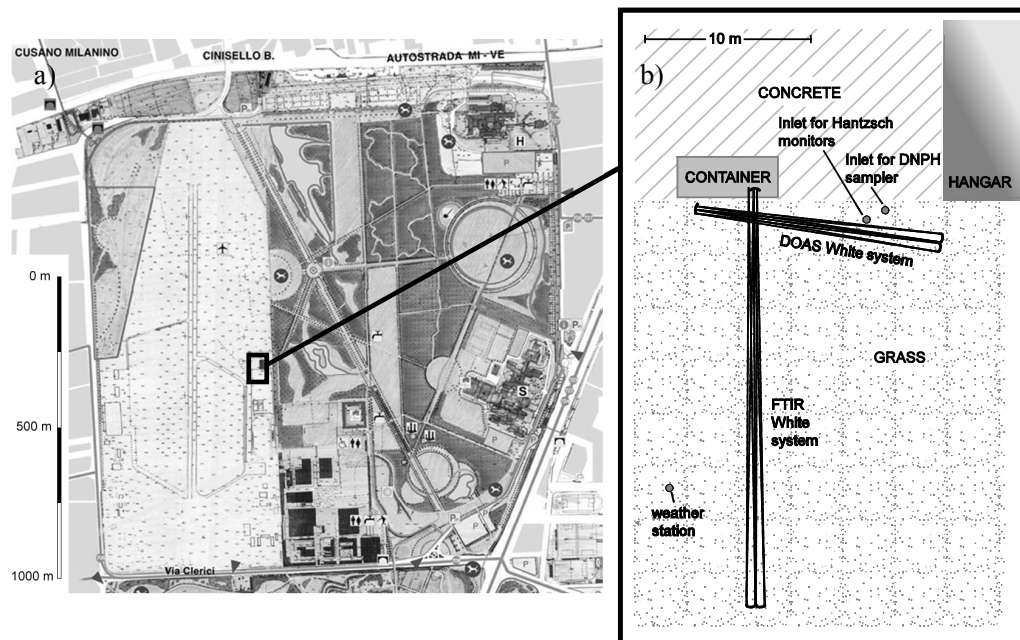 CUSANO MILANINO
CINISELLO B.
AUTOSTRADA MI - VE
a)
P
H
P
0 m
500 m
1000 m
S
P
P
Via Clerici
b)
10 m
CONCRETE
Inlet for Hantzsch
monitors
Inlet for DNPH
sampler
CONTAINER
HANGAR
DOAS White system
GRASS
FTIR
White
system
weather
station